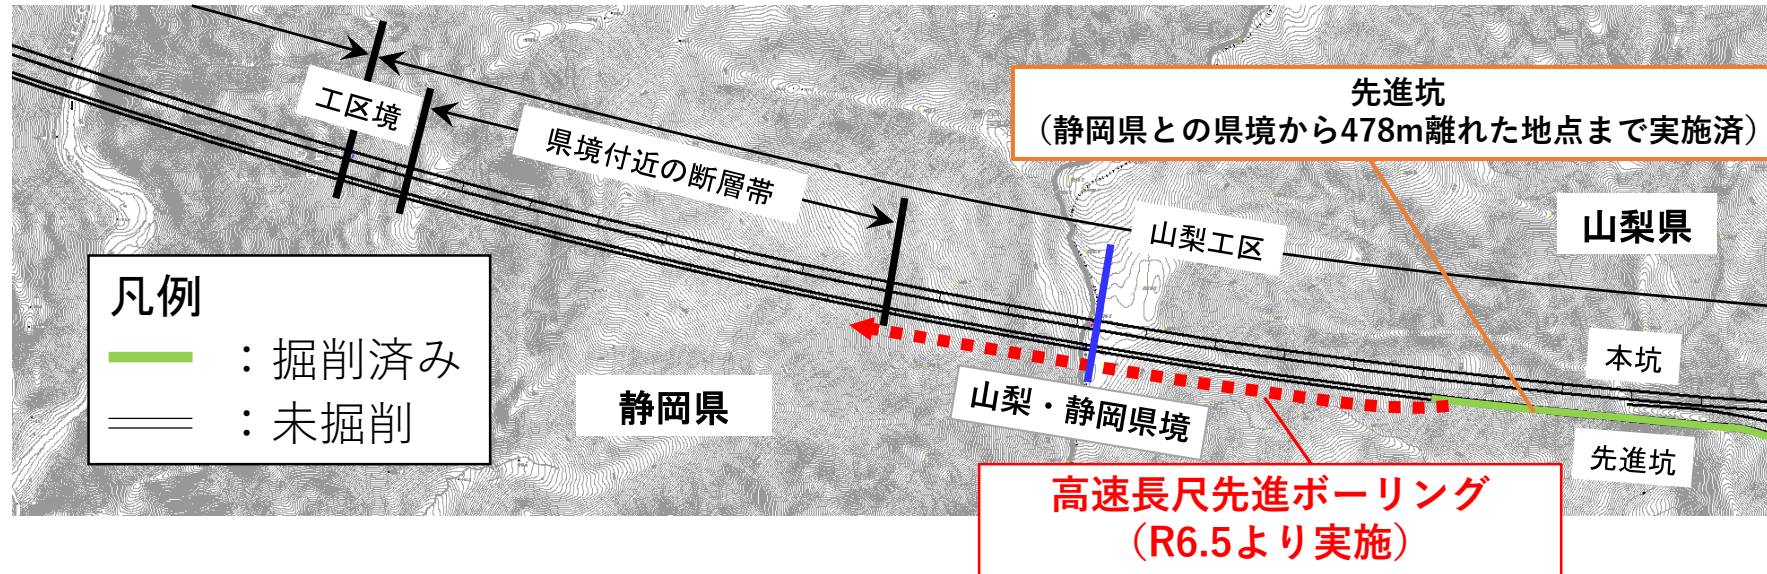 先進坑
（静岡県との県境から478m離れた地点まで実施済）
工区境
県境付近の断層帯
山梨工区
山梨県
凡例
：掘削済み
：未掘削
静岡県
山梨・静岡県境
本坑
先進坑
高速長尺先進ボーリング
（R6.5より実施）